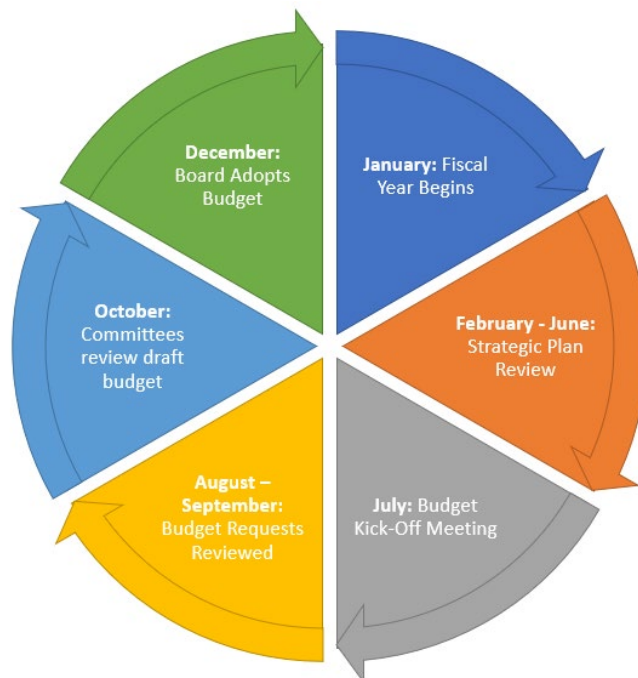 January: Fiscal
Year Begins
February - June:
Strategic Plan
Review
July: Budget
Kick-Off Meeting
August –
September:
Budget Requests
Reviewed
October:
Committees
review draft
budget
December:
Board Adopts
Budget